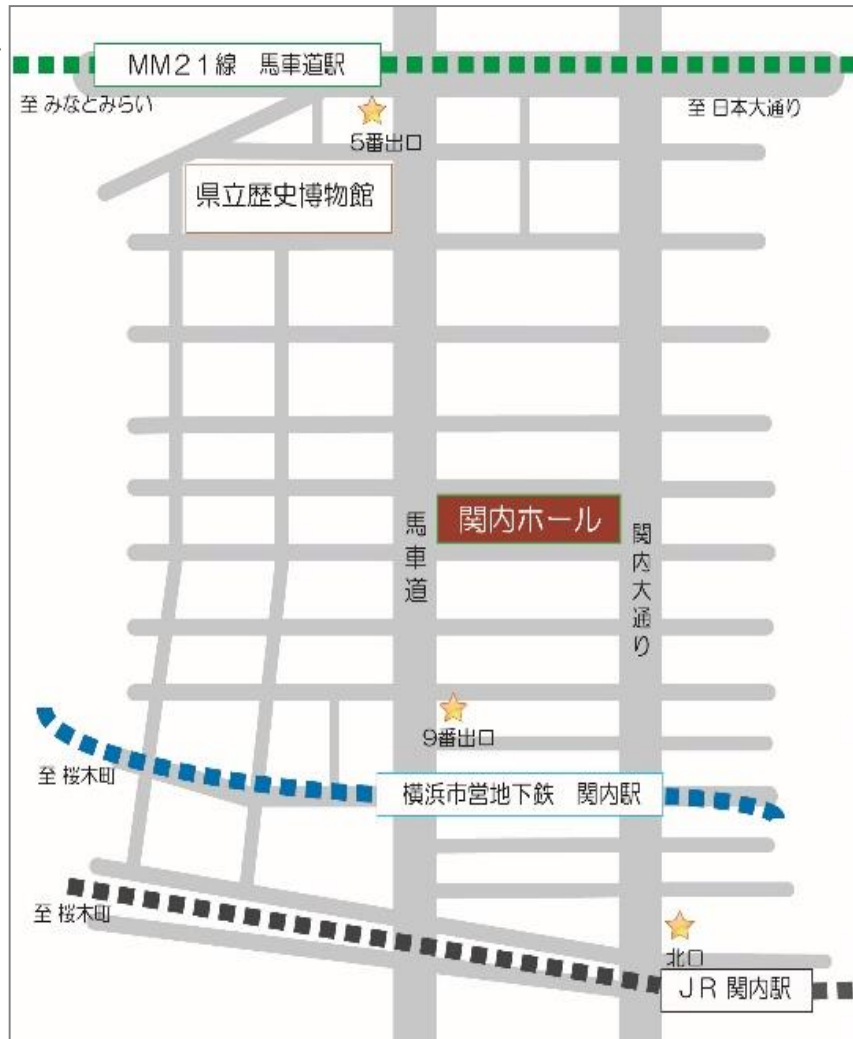 MM21線　馬車道駅
至 みなとみらい
至 日本大通り
5番出口
県立歴史博物館
関内ホール
馬車道
関内大通り
9番出口
至 桜木町
横浜市営地下鉄　関内駅
至 桜木町
北口
JR 関内駅